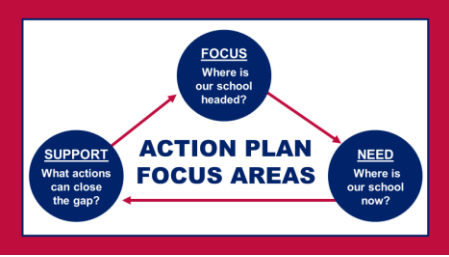 FOCUS
Where is
our school
headed?
ACTION PLAN
FOCUS AREAS
SUPPORT
What actions
can close
the gap?
NEED
Where is
our school
now?